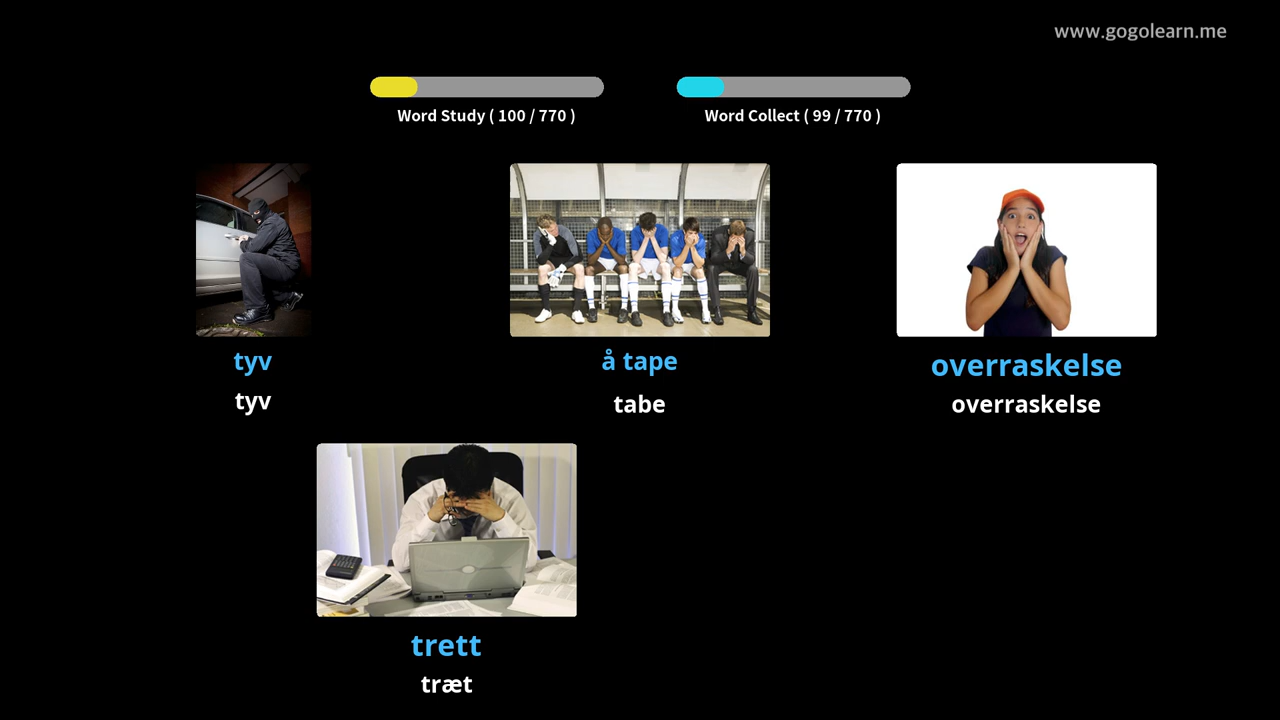 www.gogolearn.me
Word Study ( 100 / 770 )
Word Collect ( 99 / 770 )
tyv
tyv
å tape
tabe
overraskelse
overraskelse
trett
træt